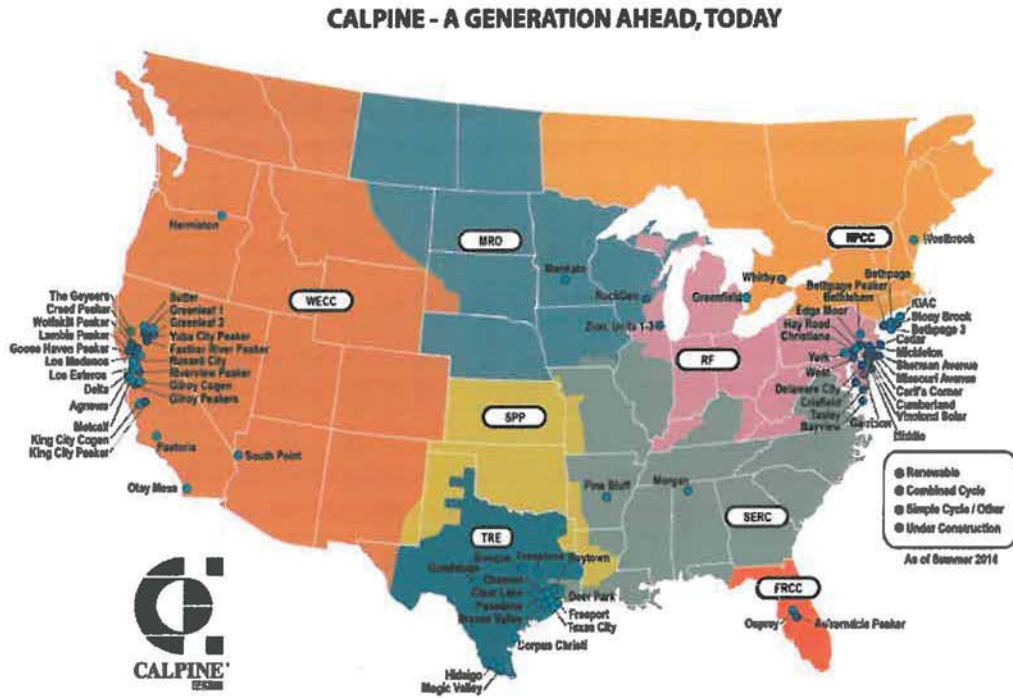 CALPINE - A GENERATION AHEAD, TODAY
Hermiston
MRO
WECC
NPCC
Westbrook
Mankato
RockGen
Zion, Units 1-3
Greenfield
Whitby
Bethpage
Bethpage Peaker
Bethlehem
KIAC
Stony Brook
Bethpage 3
Edge Moor
Hay Road
Christiana
York
West
Delaware City
Crisfield
Tasley
Bayview
Cedar
Mickleton
Sherman Avenue
Missouri Avenue
Carll's Corner
Cumberland
Vineland Solar
Middle
The Geysers
Creed Peaker
Wolfskill Peaker
Lambie Peaker
Goose Haven Peaker
Los Medanos
Los Esteros
Delta
Agnews
Metcalf
King City Cogen
King City Peaker
Sutter
Greenleaf 1
Greenleaf 2
Yuba City Peaker
Feather River Peaker
Russell City
Riverview Peaker
Gilroy Cogen
Gilroy Peakers
Pastoria
South Point
Otay Mesa
RF
SPP
Pine Bluff
Morgan
SERC
TRE
Freestone
Baytown
Guadalupe
Channel
Clear Lake
Pasadena
Brazos Valley
Deer Park
Freeport
Texas City
Corpus Christi
Hidalgo
Magic Valley
FRCC
Osprey
Auburndale Peaker
Renewable
Combined Cycle
Simple Cycle / Other
Under Construction
As of Summer 2014
CALPINE